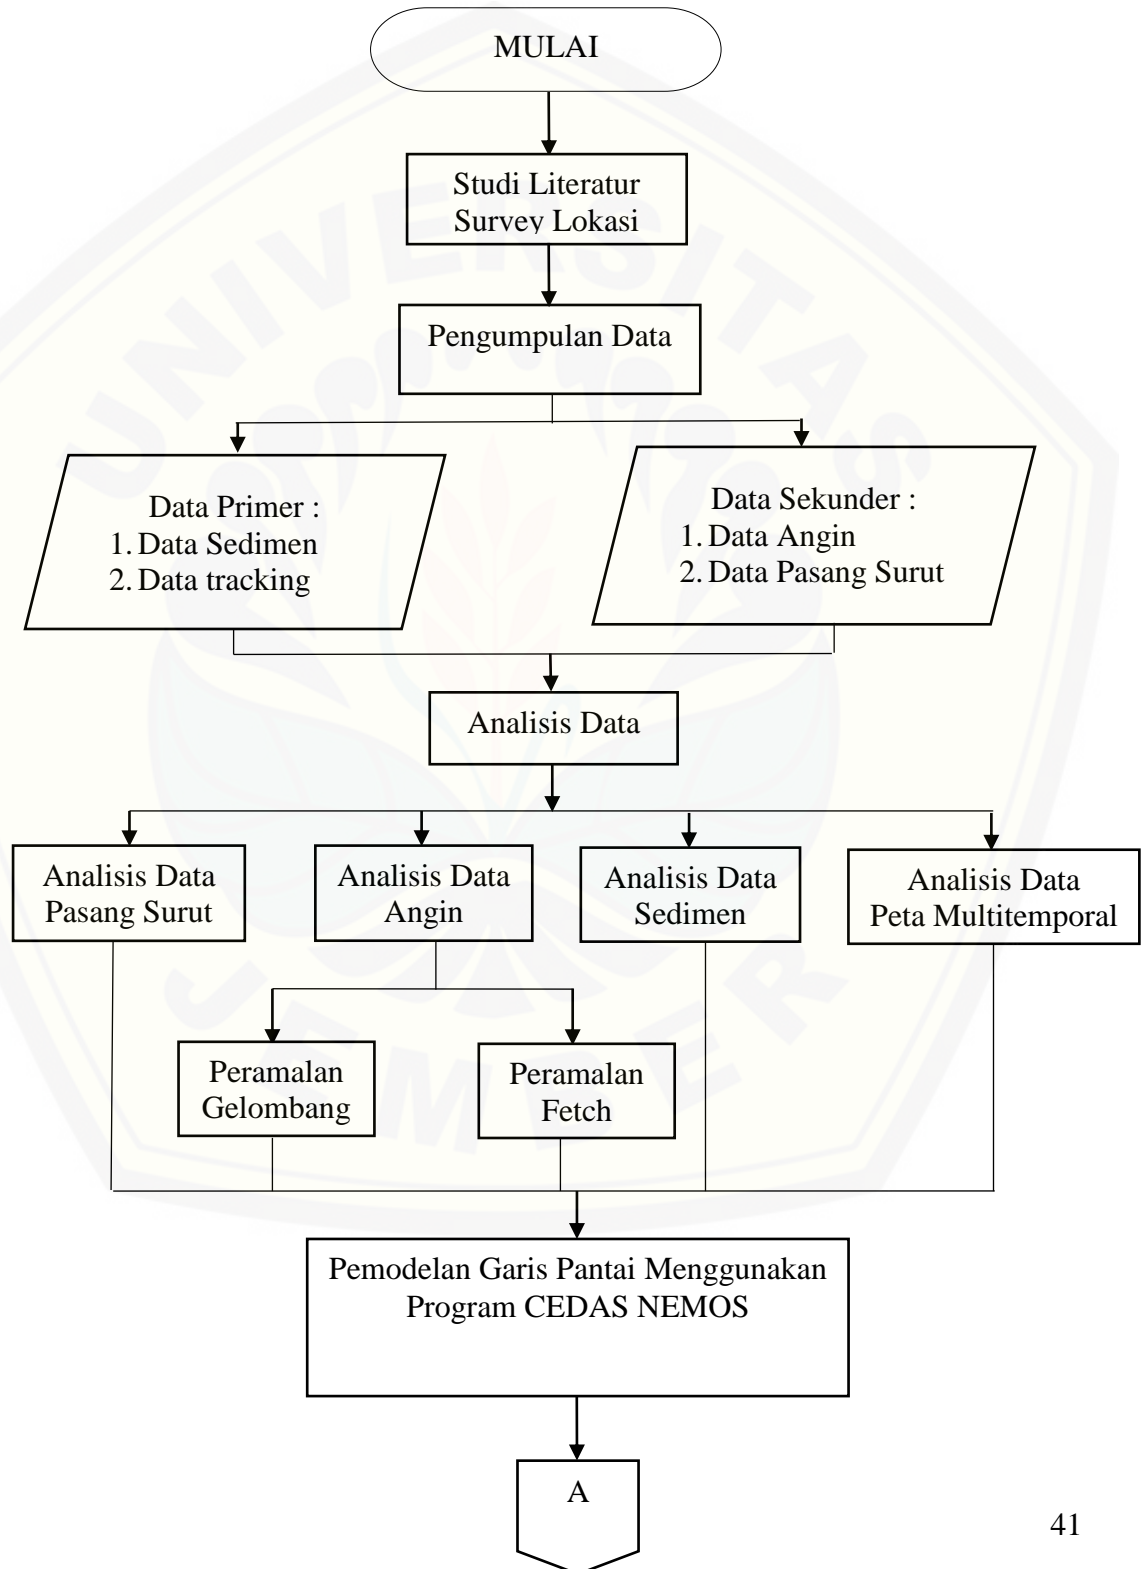 MULAI
Studi Literatur
Survey Lokasi
Pengumpulan Data
Data Primer :
1. Data Sedimen
2. Data tracking
Data Sekunder :
1. Data Angin
2. Data Pasang Surut
Analisis Data
Analisis Data
Pasang Surut
Analisis Data
Angin
Analisis Data
Sedimen
Analisis Data
Peta Multitemporal
Peramalan
Gelombang
Peramalan
Fetch
Pemodelan Garis Pantai Menggunakan
Program CEDAS NEMOS
A
41
UNIVERSITAS
JEMBER